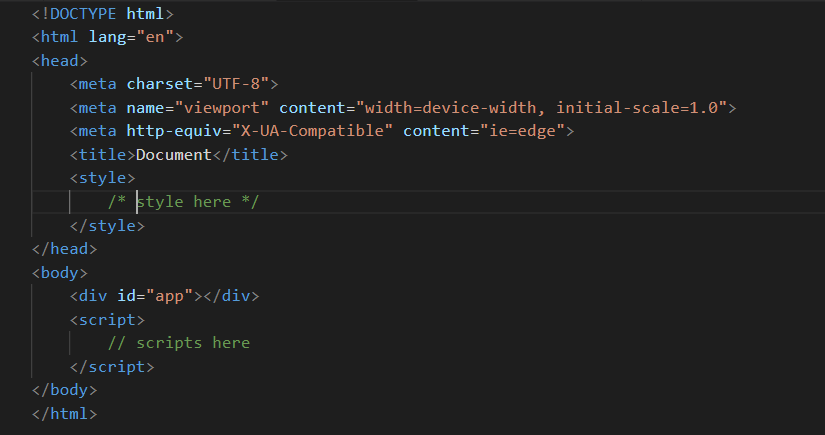 <!DOCTYPE html>
<html lang="en">
<head>
    <meta charset="UTF-8">
    <meta name="viewport" content="width=device-width, initial-scale=1.0">
    <meta http-equiv="X-UA-Compatible" content="ie=edge">
    <title>Document</title>
    <style>
        /* style here */
    </style>
</head>
<body>
    <div id="app"></div>
    <script>
        // scripts here
    </script>
</body>
</html>